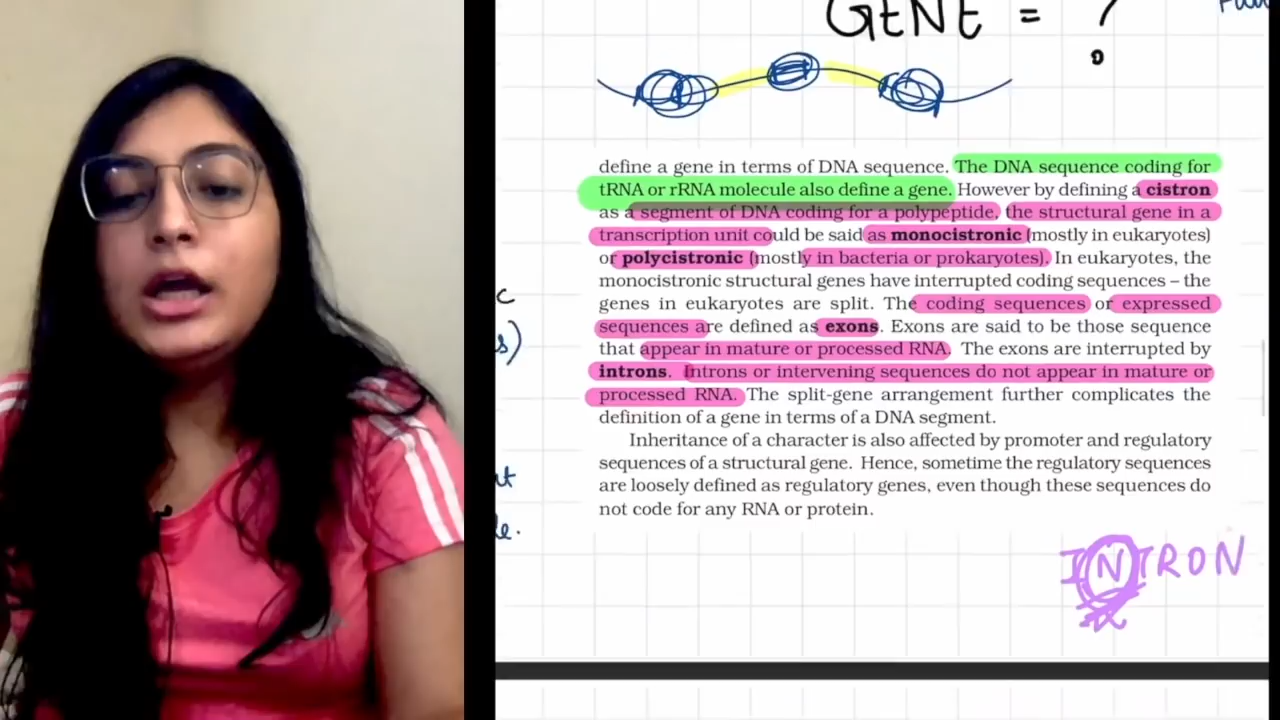 GENE = ?
define a gene in terms of DNA sequence. The DNA sequence coding for
tRNA or rRNA molecule also define a gene. However by defining a cistron
as a segment of DNA coding for a polypeptide, the structural gene in a
transcription unit could be said as monocistronic (mostly in eukaryotes)
or polycistronic (mostly in bacteria or prokaryotes). In eukaryotes, the
monocistronic structural genes have interrupted coding sequences – the
genes in eukaryotes are split. The coding sequences or expressed
sequences are defined as exons. Exons are said to be those sequence
that appear in mature or processed RNA. The exons are interrupted by
introns. Introns or intervening sequences do not appear in mature or
processed RNA. The split-gene arrangement further complicates the
definition of a gene in terms of a DNA segment.
Inheritance of a character is also affected by promoter and regulatory
sequences of a structural gene. Hence, sometime the regulatory sequences
are loosely defined as regulatory genes, even though these sequences do
not code for any RNA or protein.
INTRON